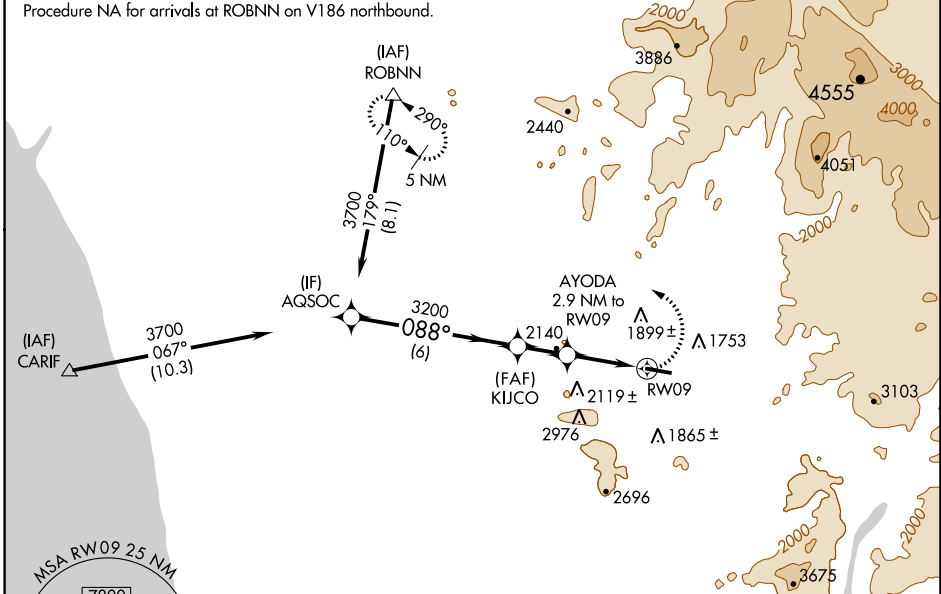 Procedure NA for arrivals at ROBNN on V186 northbound.
2000
3886
(IAF)
ROBNN
3000
4555
4000
290°
110°
2440
4051
5 NM
3700
179°
(8.1)
2000
(IF)
AQSOC
AYODA
2.9 NM to
RW09
3200
088°
(6)
2140
1899 ±
1753
(IAF)
CARIF
3700
067°
(10.3)
(FAF)
KIJCO
RW09
2119 ±
3103
2976
1865 ±
2696
2000
2000
MSA RW09 25 NM
3675